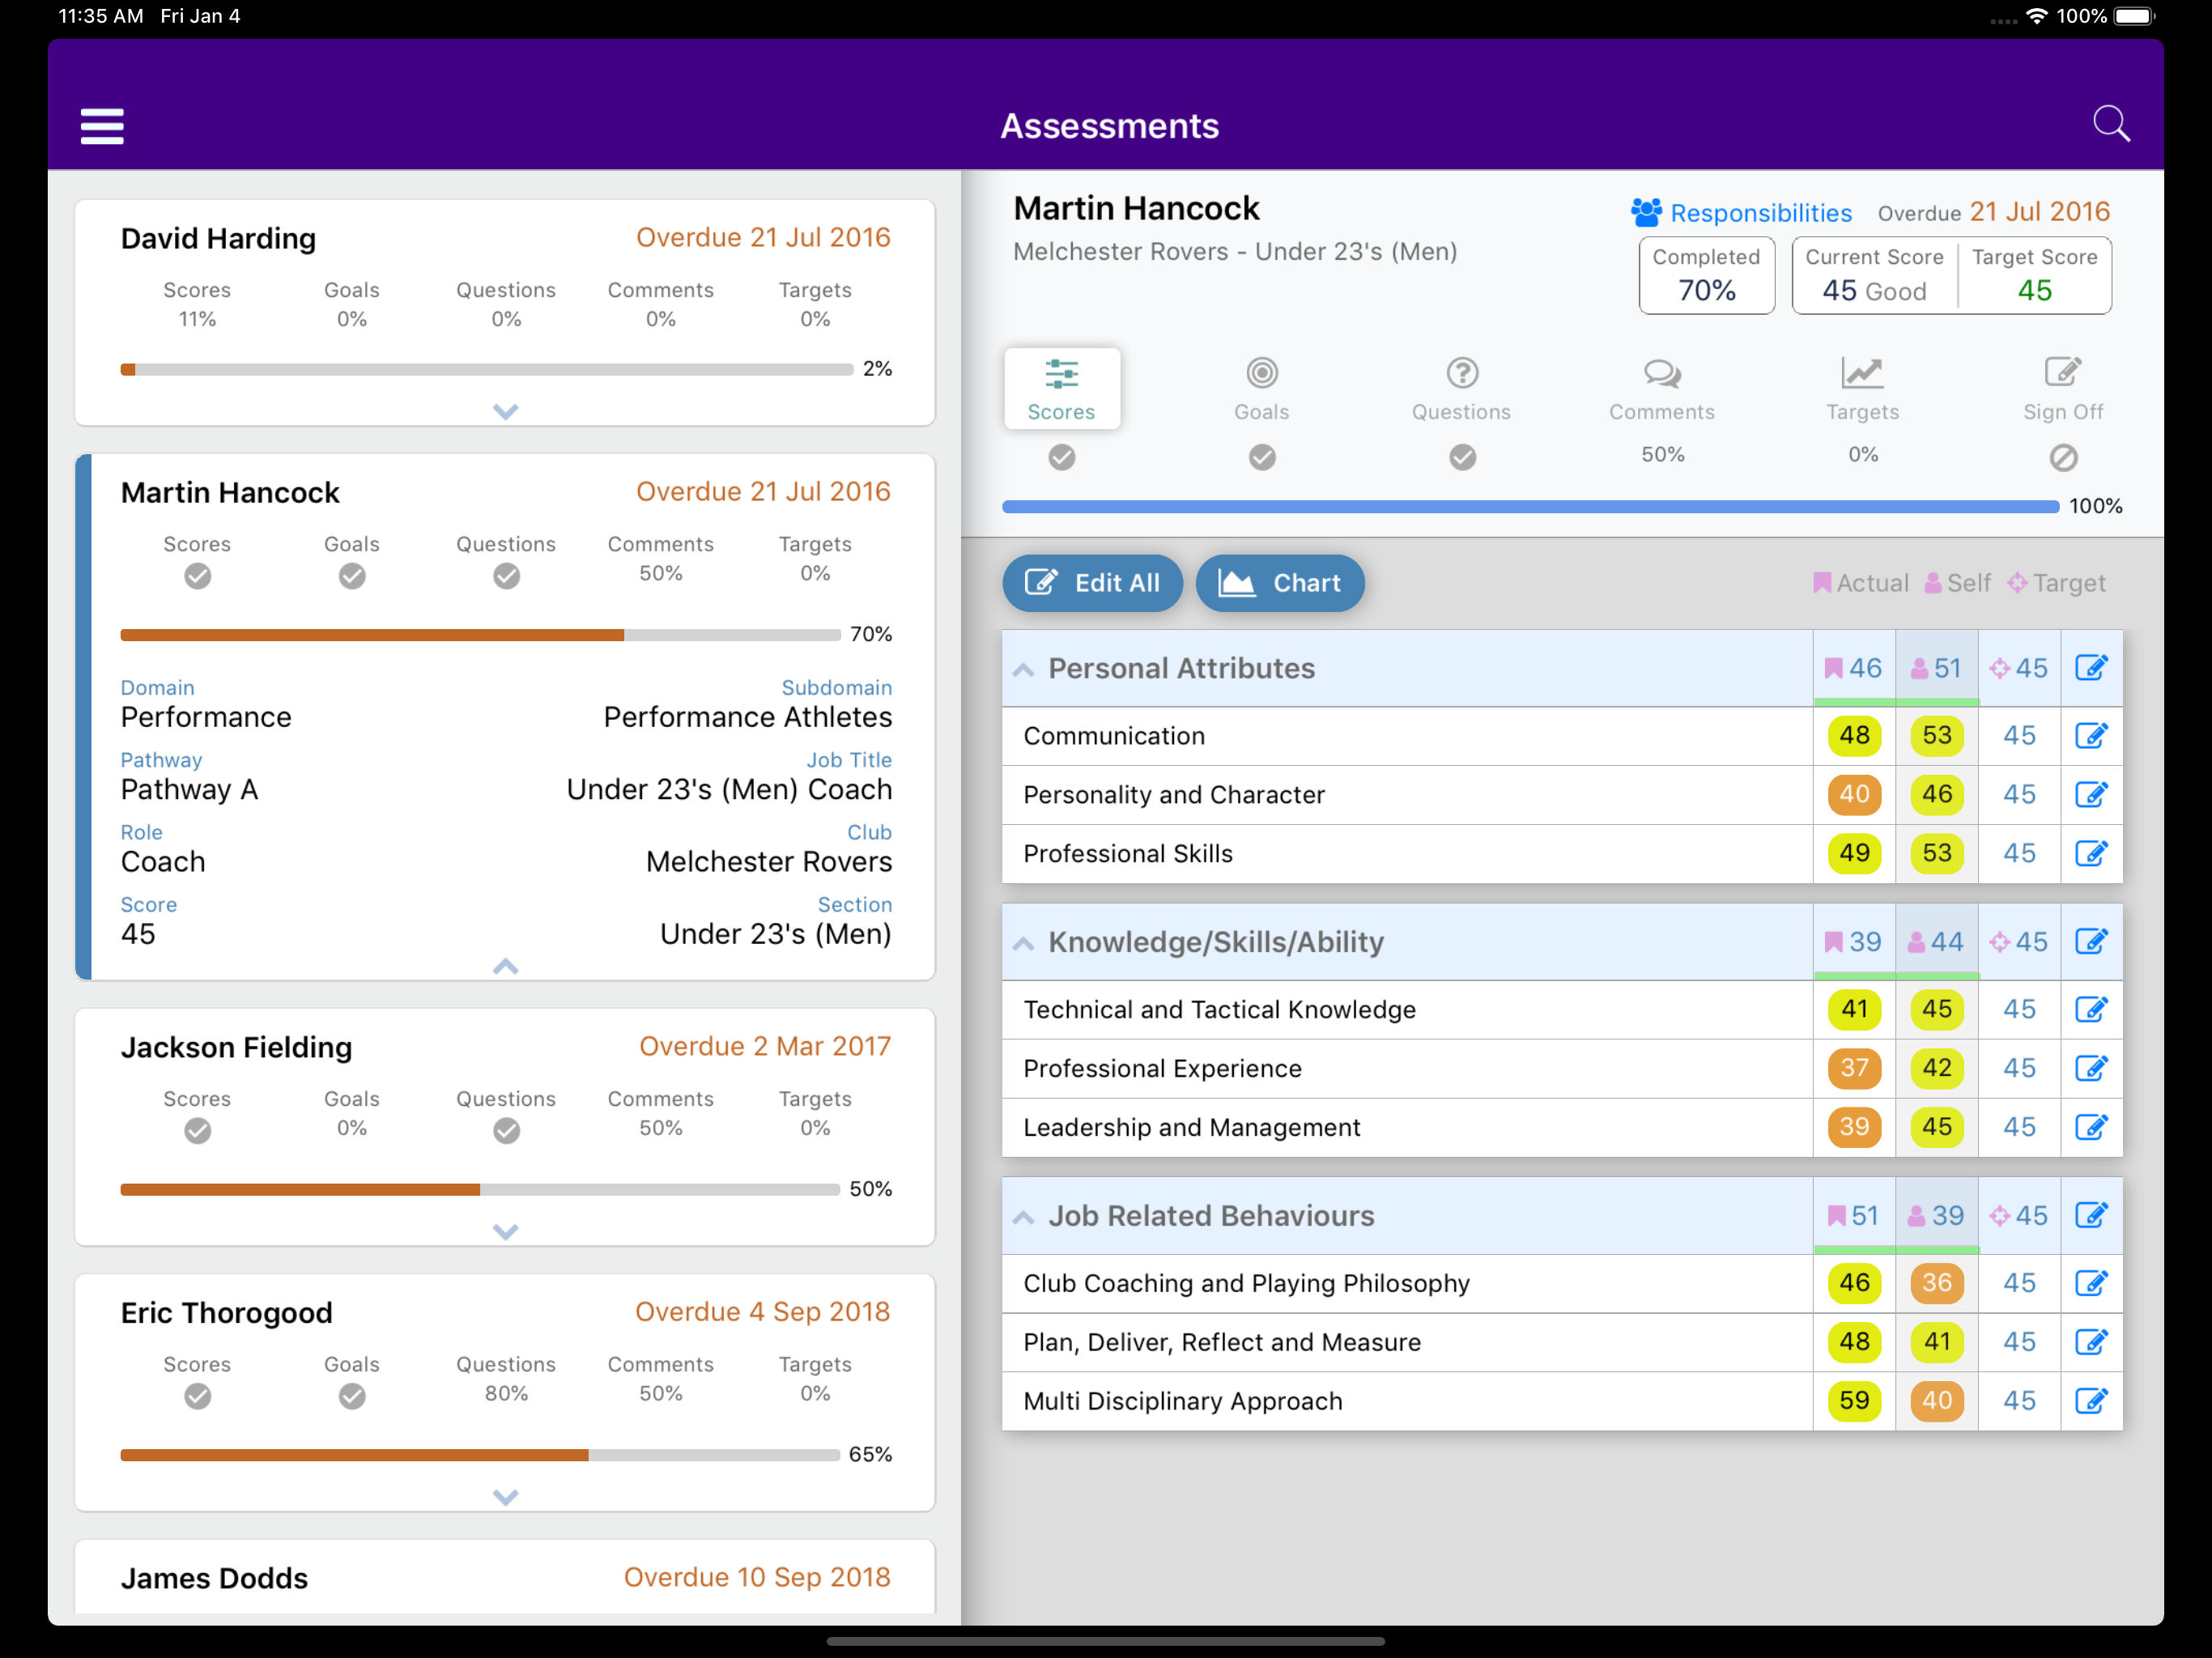 11:35 AM Fri Jan 4
100%
Assessments
David Harding
Overdue 21 Jul 2016
Scores Goals Questions Comments Targets
11% 0% 0% 0% 0%
2%
Martin Hancock
Overdue 21 Jul 2016
Scores Goals Questions Comments Targets
50% 0%
70%
Domain Subdomain
Performance Performance Athletes
Pathway Job Title
Pathway A Under 23's (Men) Coach
Role Club
Coach Melchester Rovers
Score Section
45 Under 23's (Men)
Jackson Fielding
Overdue 2 Mar 2017
Scores Goals Questions Comments Targets
0% 50% 0%
50%
Eric Thorogood
Overdue 4 Sep 2018
Scores Goals Questions Comments Targets
80% 50% 0%
65%
James Dodds
Overdue 10 Sep 2018
Martin Hancock
Responsibilities Overdue 21 Jul 2016
Melchester Rovers - Under 23's (Men)
Completed Current Score Target Score
70% 45 Good 45
Scores Goals Questions Comments Targets Sign Off
50% 0%
100%
Edit All Chart Actual Self Target
Personal Attributes 46 51 45
Communication 48 53 45
Personality and Character 40 46 45
Professional Skills 49 53 45
Knowledge/Skills/Ability 39 44 45
Technical and Tactical Knowledge 41 45 45
Professional Experience 37 42 45
Leadership and Management 39 45 45
Job Related Behaviours 51 39 45
Club Coaching and Playing Philosophy 46 36 45
Plan, Deliver, Reflect and Measure 48 41 45
Multi Disciplinary Approach 59 40 45